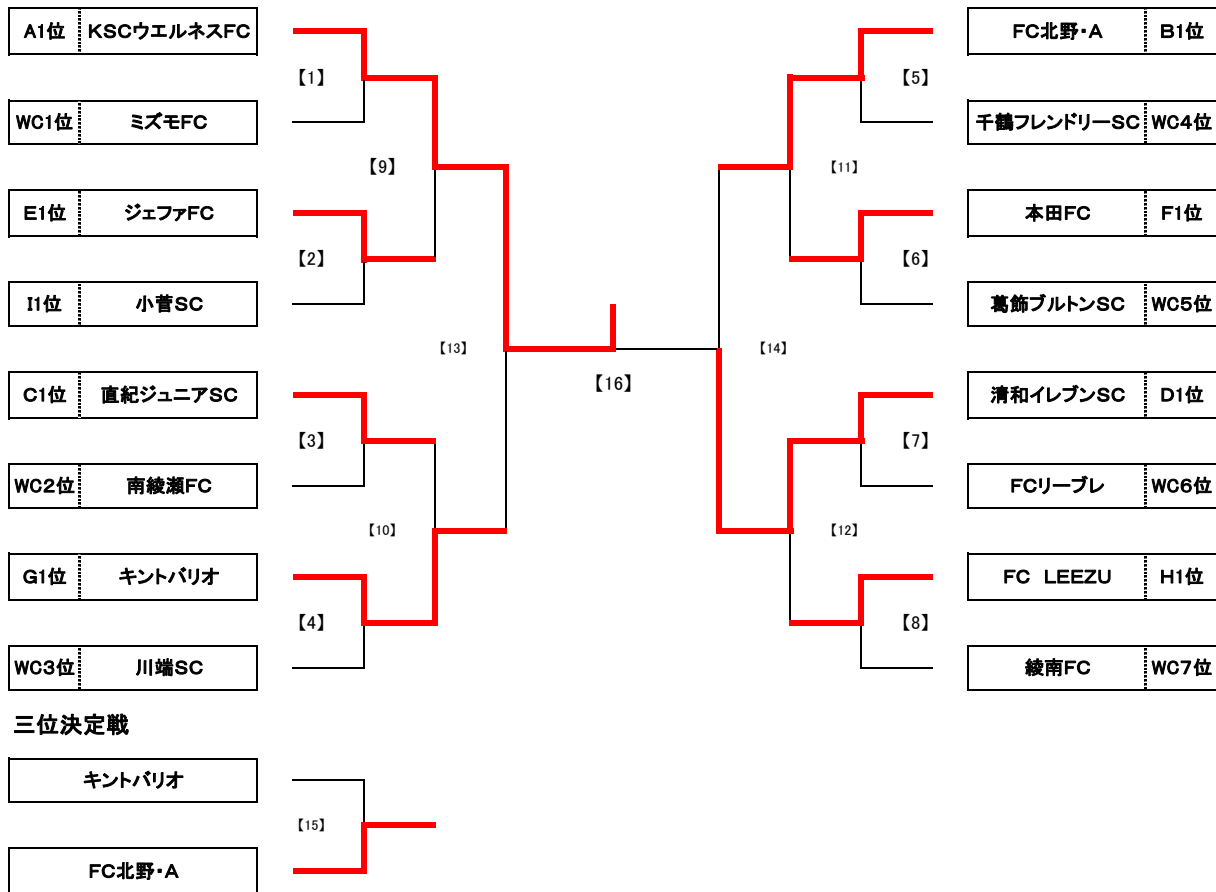 A1位 KSCウエルネスFC
FC北野・A B1位
【1】
【5】
WC1位 ミズモFC
千鶴フレンドリーSC WC4位
【9】
【11】
E1位 ジェファFC
本田FC F1位
【2】
【6】
I1位 小菅SC
葛飾ブルトンSC WC5位
【13】
【14】
【16】
C1位 直紀ジュニアSC
清和イレブンSC D1位
【3】
【7】
WC2位 南綾瀬FC
FCリーブレ WC6位
【10】
【12】
G1位 キントバリオ
FC LEEZU H1位
【4】
【8】
WC3位 川端SC
綾南FC WC7位
三位決定戦
キントバリオ
【15】
FC北野・A